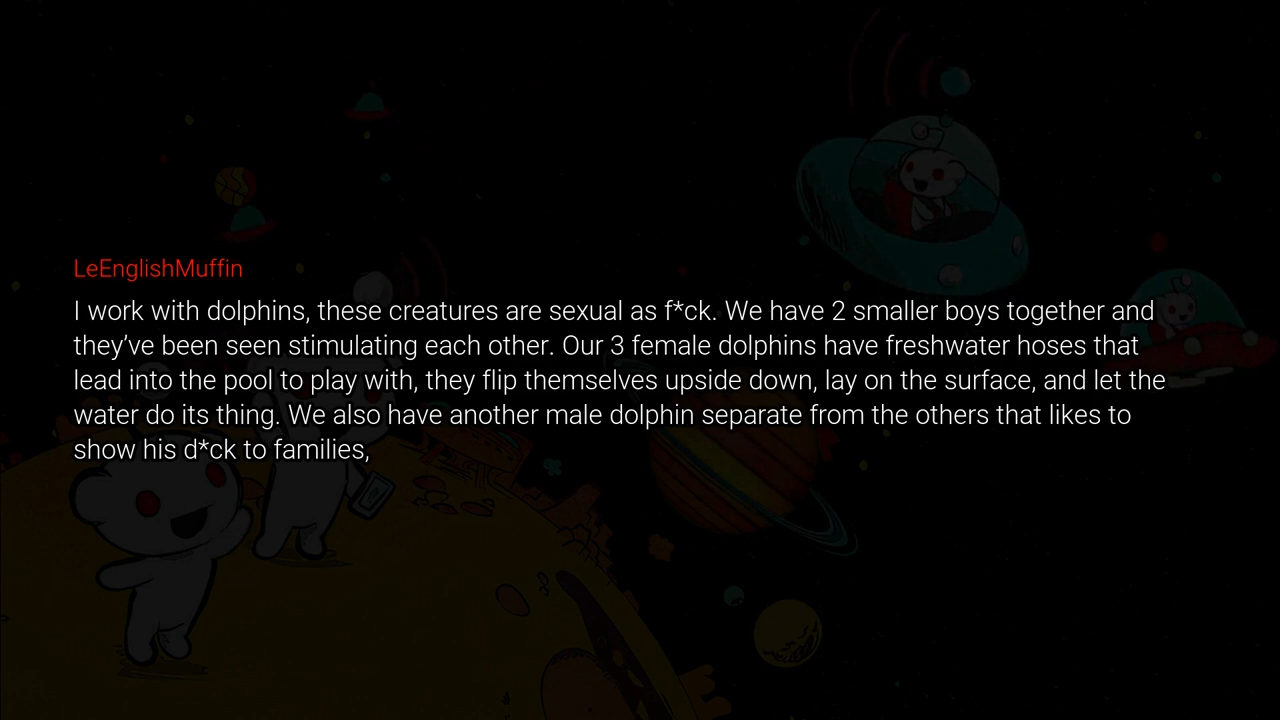 LeEnglishMuffin
I work with dolphins, these creatures are sexual as f*ck. We have 2 smaller boys together and
they’ve been seen stimulating each other. Our 3 female dolphins have freshwater hoses that
lead into the pool to play with, they flip themselves upside down, lay on the surface, and let the
water do its thing. We also have another male dolphin separate from the others that likes to
show his d*ck to families,